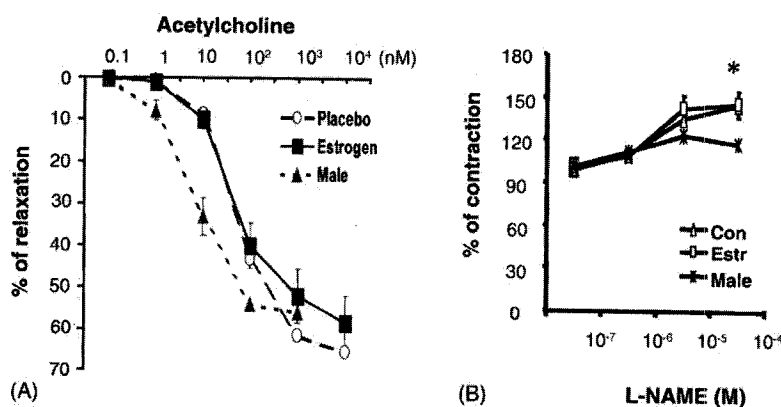 Acetylcholine
0.1 1 10 10² 10³ 10⁴ (nM)
0
10
20
30
40
50
60
70
% of relaxation
Placebo
Estrogen
Male
(A)
180
150
120
90
60
30
0
% of contraction
*
Con
Estr
Male
10⁻⁷ 10⁻⁶ 10⁻⁵ 10⁻⁴
(B)
L-NAME (M)